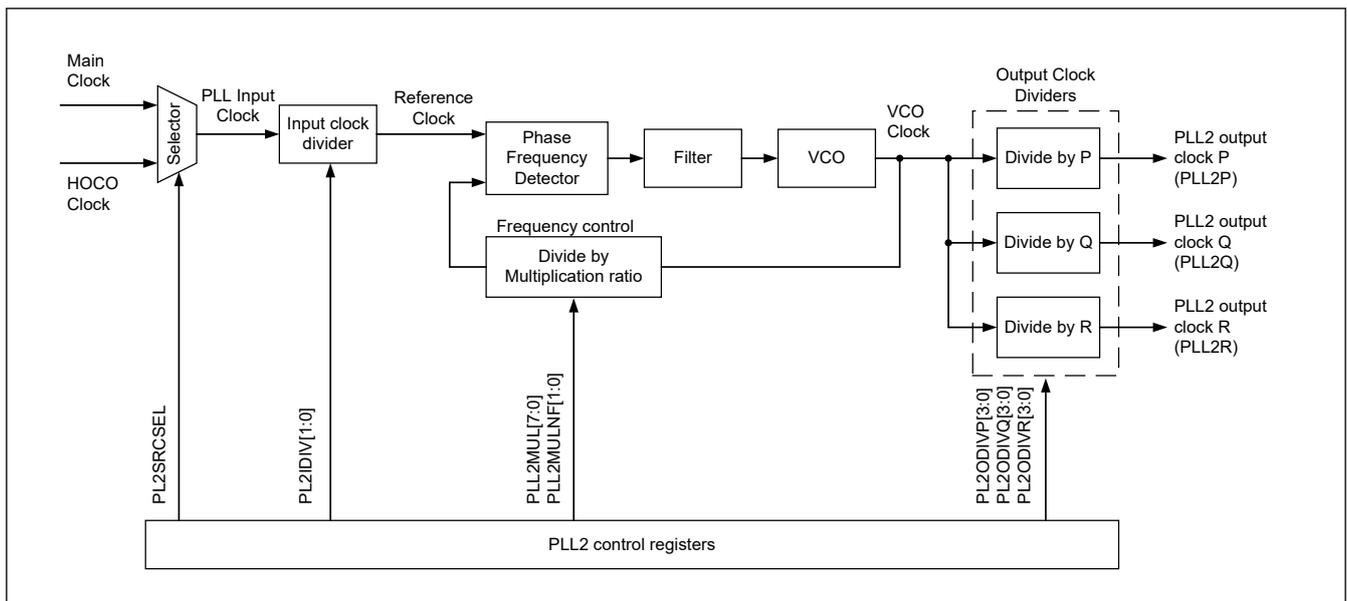 Main
Clock
HOCO
Clock
Selector
PLL Input
Clock
Input clock
divider
Reference
Clock
Phase
Frequency
Detector
Filter
VCO
VCO
Clock
Frequency control
Divide by
Multiplication ratio
Output Clock
Dividers
Divide by P
Divide by Q
Divide by R
PLL2 output
clock P
(PLL2P)
PLL2 output
clock Q
(PLL2Q)
PLL2 output
clock R
(PLL2R)
PL2SRCSEL
PL2IDIV[1:0]
PLL2MUL[7:0]
PLL2MULNF[1:0]
PL2ODIVP[3:0]
PL2ODIVQ[3:0]
PL2ODIVR[3:0]
PLL2 control registers